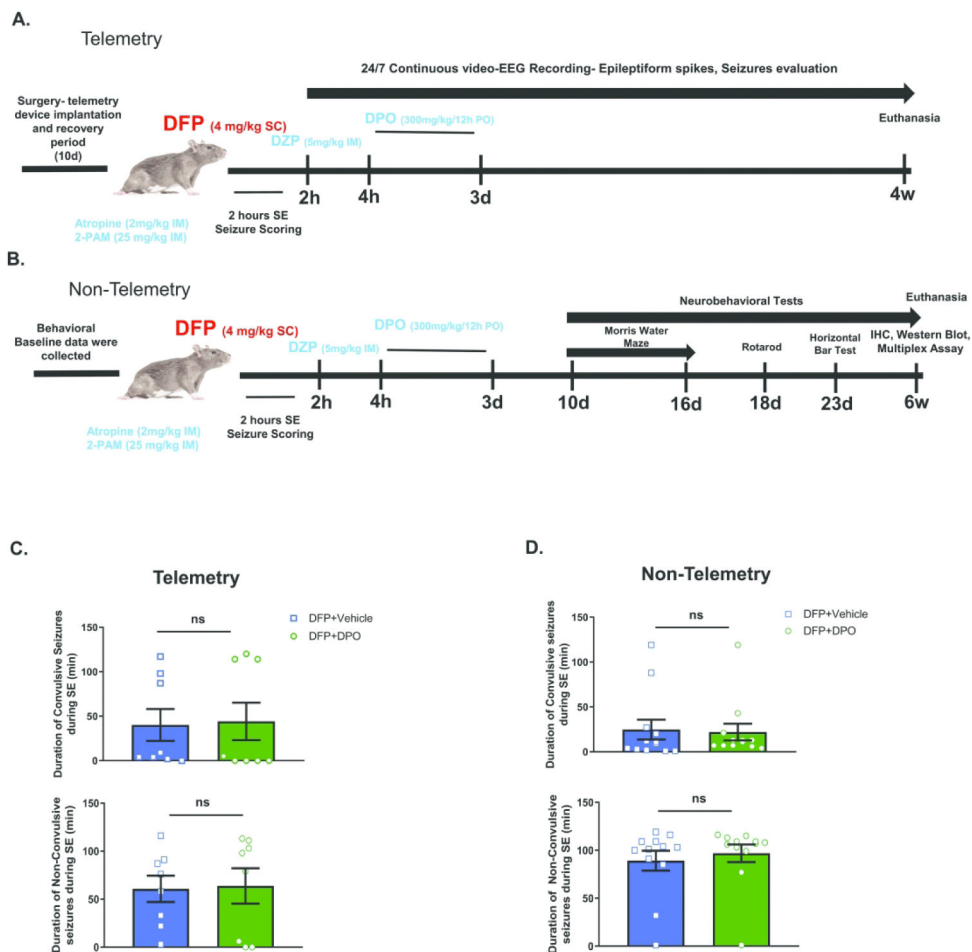 A.
Telemetry
24/7 Continuous video-EEG Recording- Epileptiform spikes, Seizures evaluation
Surgery- telemetry
device implantation
and recovery
period
(10d)
DFP (4 mg/kg SC)
DZP (5mg/kg IM)
DPO (300mg/kg/12h PO)
Euthanasia
2h
4h
3d
4w
2 hours SE
Seizure Scoring
Atropine (2mg/kg IM)
2-PAM (25 mg/kg IM)
B.
Non-Telemetry
Behavioral
Baseline data were
collected
DFP (4 mg/kg SC)
DZP (5mg/kg IM)
DPO (300mg/kg/12h PO)
Neurobehavioral Tests
Euthanasia
Morris Water
Maze
Rotarod
Horizontal
Bar Test
IHC, Western Blot,
Multiplex Assay
2h
4h
3d
10d
16d
18d
23d
6w
2 hours SE
Seizure Scoring
Atropine (2mg/kg IM)
2-PAM (25 mg/kg IM)
C.
Telemetry
Duration of Convulsive Seizures
during SE (min)
150
100
50
0
ns
DFP+Vehicle
DFP+DPO
Duration of Non-Convulsive
seizures during SE (min)
150
100
50
0
ns
D.
Non-Telemetry
Duration of Convulsive seizures
during SE (min)
150
100
50
0
ns
DFP+Vehicle
DFP+DPO
Duration of Non-Convulsive
seizures during SE (min)
150
100
50
0
ns